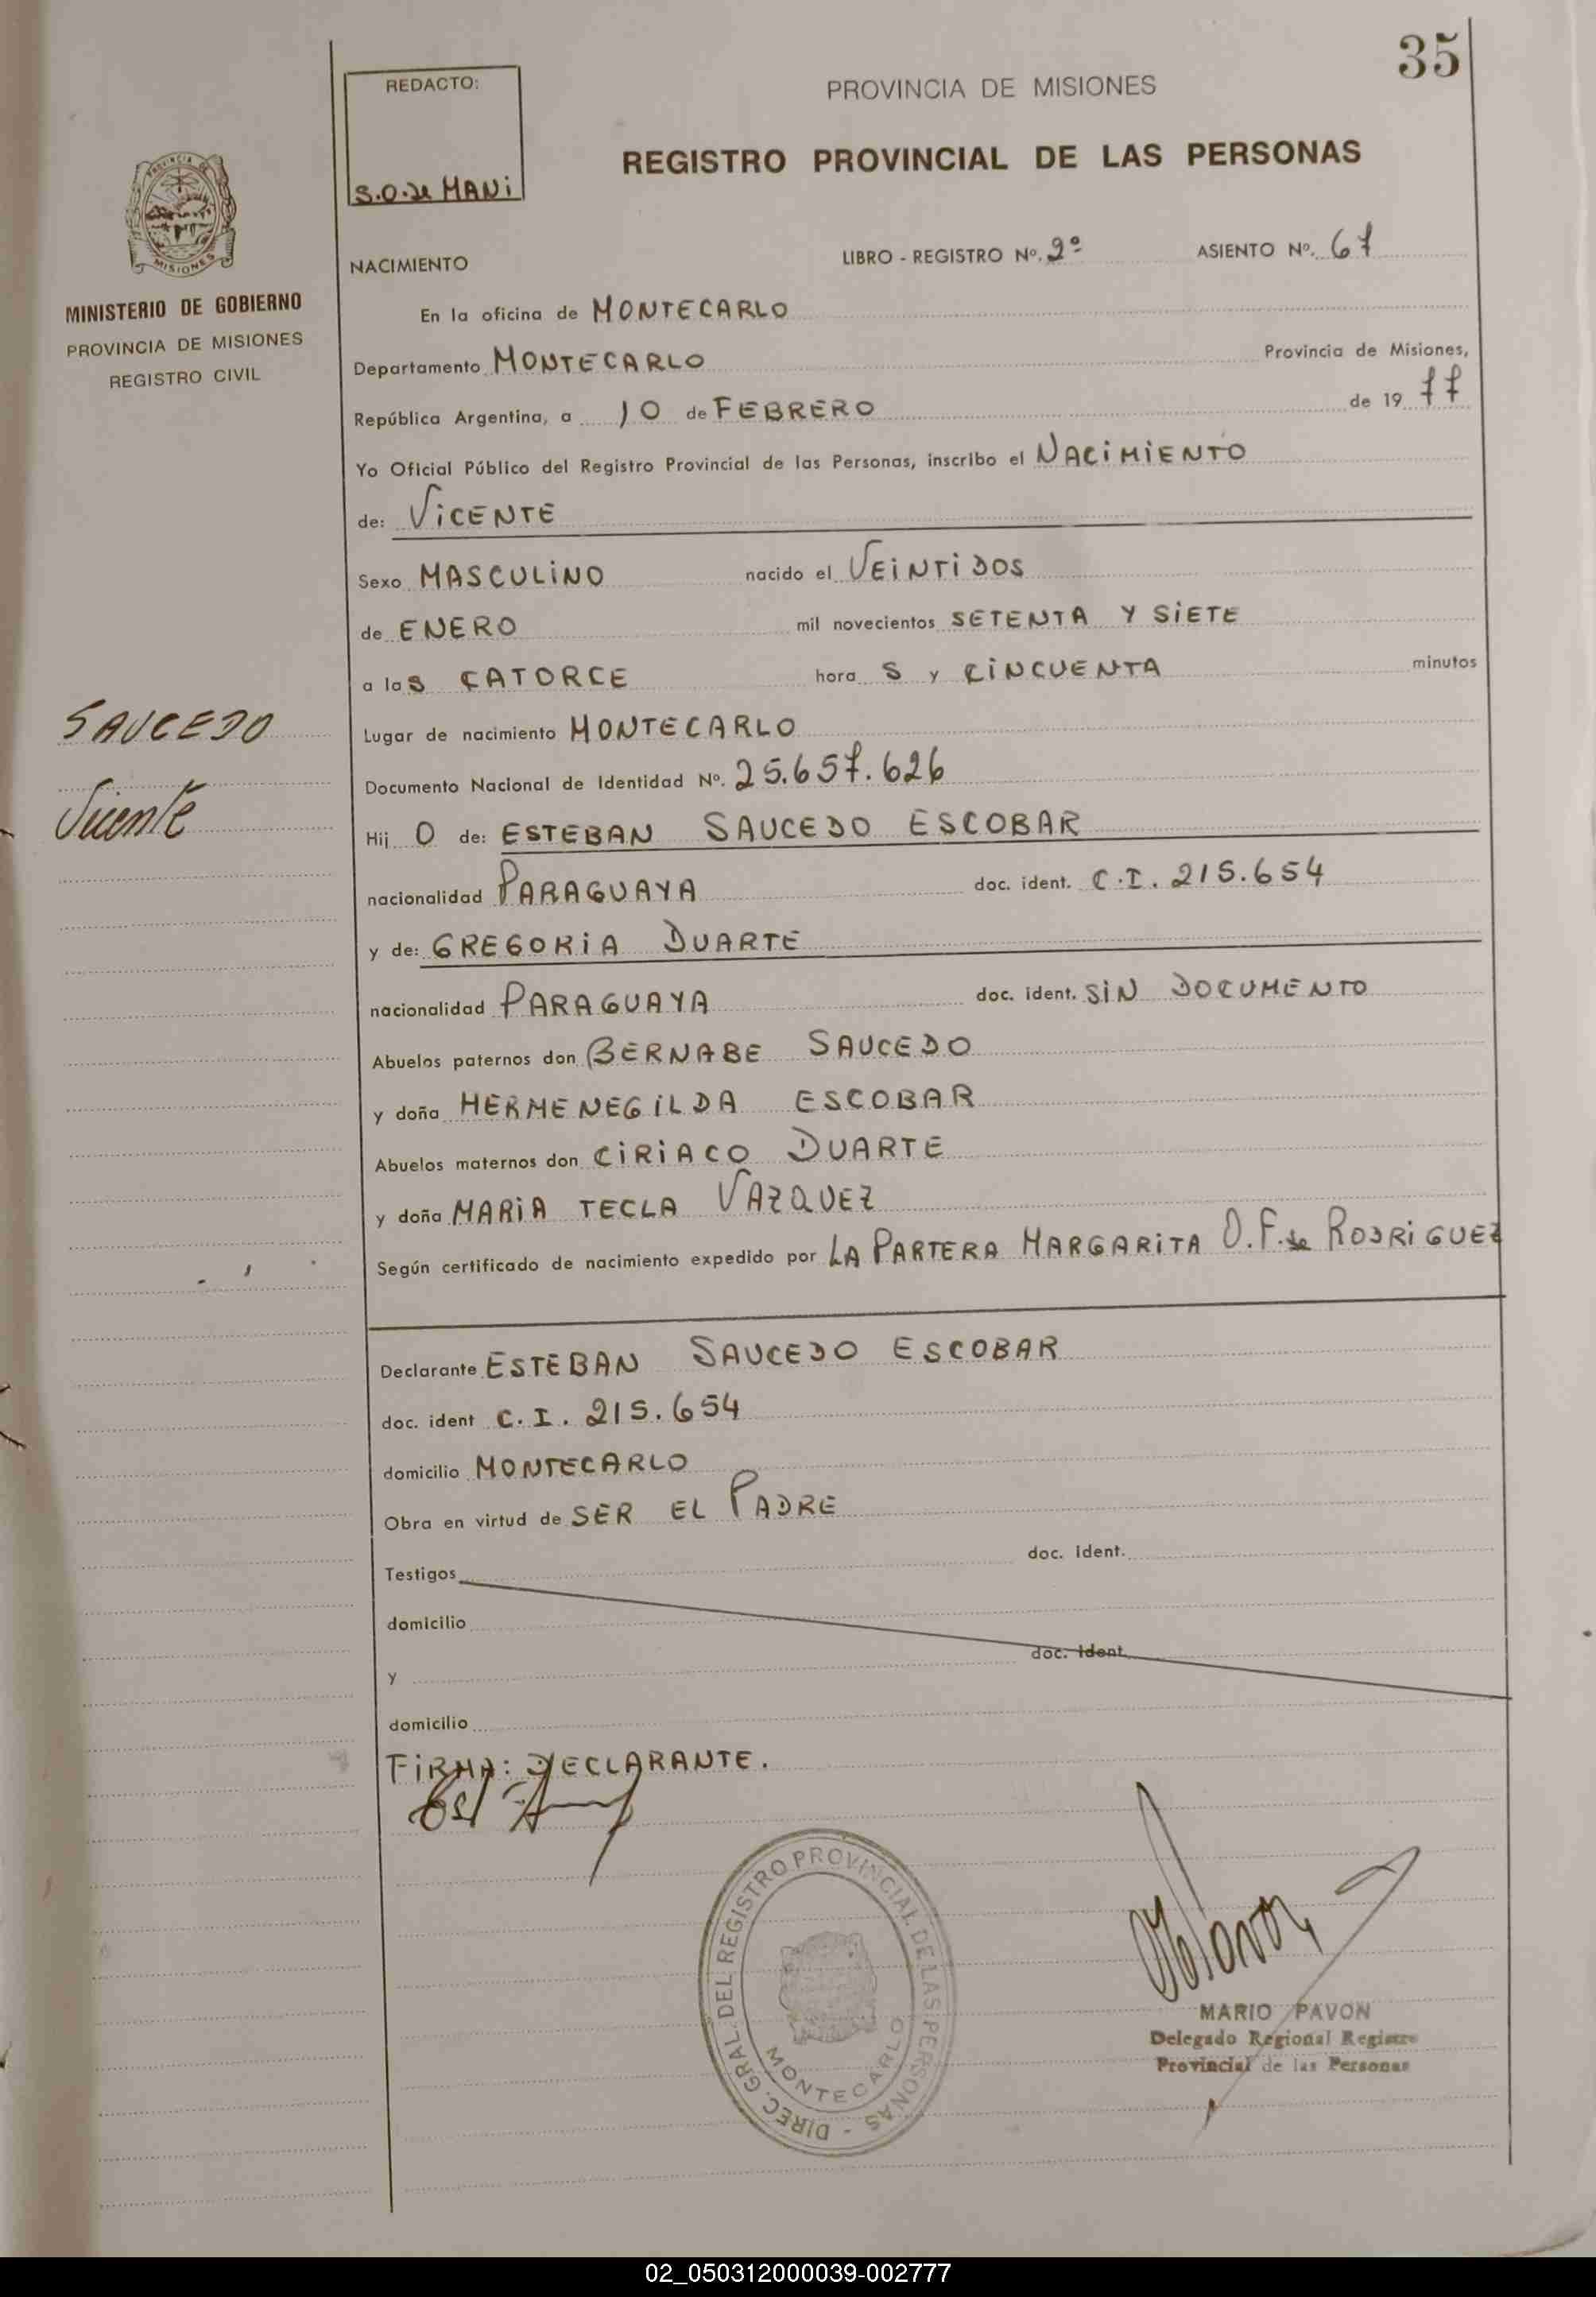 35
REDACTO:
S.O. de MANI
PROVINCIA DE MISIONES
REGISTRO PROVINCIAL DE LAS PERSONAS
PROVINCIA DE
MISIONES
MINISTERIO DE GOBIERNO
PROVINCIA DE MISIONES
REGISTRO CIVIL
NACIMIENTO LIBRO - REGISTRO Nº. 2º ASIENTO Nº. 67
En la oficina de MONTECARLO
Departamento MONTECARLO Provincia de Misiones,
República Argentina, a 10 de FEBRERO de 19 77
Yo Oficial Público del Registro Provincial de las Personas, inscribo el NACIMIENTO
de: VICENTE
Sexo MASCULINO nacido el VEINTIDOS
de ENERO mil novecientos SETENTA Y SIETE
a las CATORCE hora S y CINCUENTA minutos
SAUCEDO
Vicente
Lugar de nacimiento MONTECARLO
Documento Nacional de Identidad Nº. 25.657.626
Hij O de: ESTEBAN SAUCEDO ESCOBAR
nacionalidad PARAGUAYA doc. ident. C.I. 215.654
y de: GREGORIA DUARTE
nacionalidad PARAGUAYA doc. ident. SIN DOCUMENTO
Abuelos paternos don BERNABE SAUCEDO
y doña HERMENEGILDA ESCOBAR
Abuelos maternos don CIRIACO DUARTE
y doña MARIA TECLA VAZQUEZ
Según certificado de nacimiento expedido por LA PARTERA MARGARITA O.F. de RODRIGUEZ
Declarante ESTEBAN SAUCEDO ESCOBAR
doc. ident C.I. 215.654
domicilio MONTECARLO
Obra en virtud de SER EL PADRE
Testigos doc. ident.
domicilio
y doc. ident.
domicilio
FIRMA: DECLARANTE.
DIREC. GRAL. DEL REGISTRO PROVINCIAL DE LAS PERSONAS -
MONTECARLO
MARIO PAVON
Delegado Regional Registro
Provincial de las Personas
02_050312000039-002777